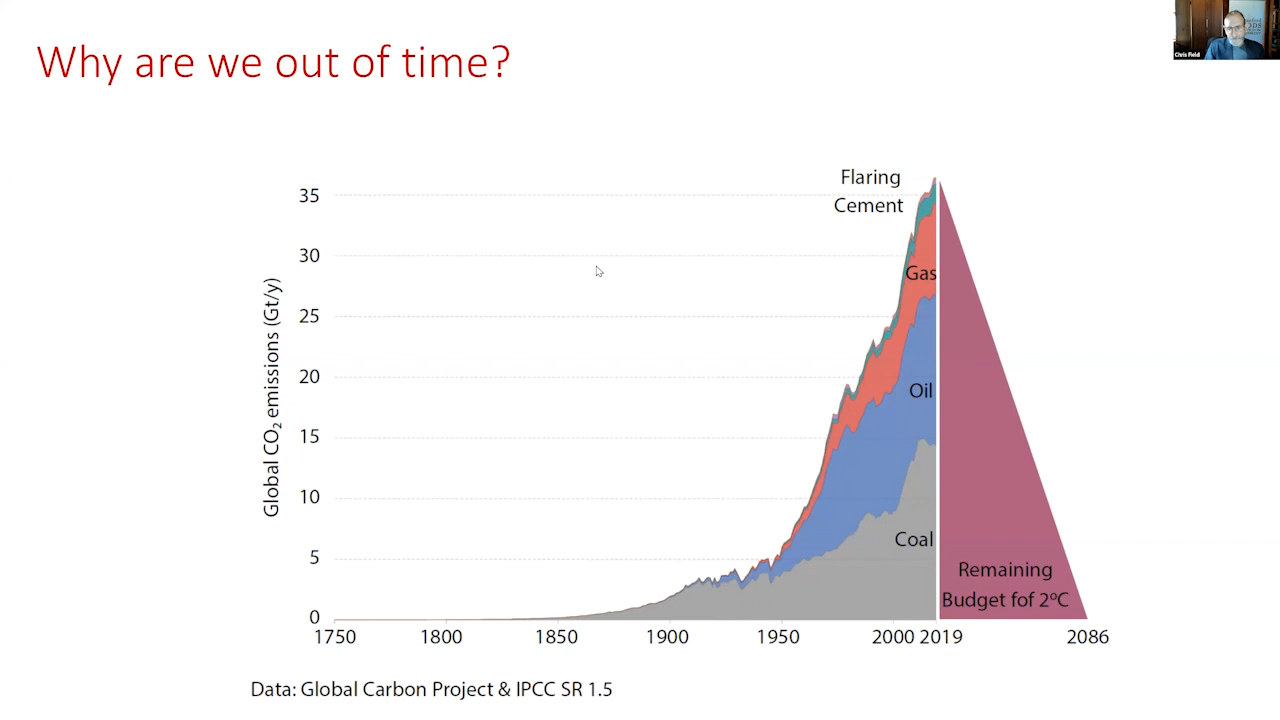 Why are we out of time?
Chris Field
Flaring
Cement
Gas
Oil
Coal
Remaining
Budget fof 2°C
35
30
25
20
15
10
5
0
Global CO₂ emissions (Gt/y)
1750 1800 1850 1900 1950 2000 2019 2086
Data: Global Carbon Project & IPCC SR 1.5